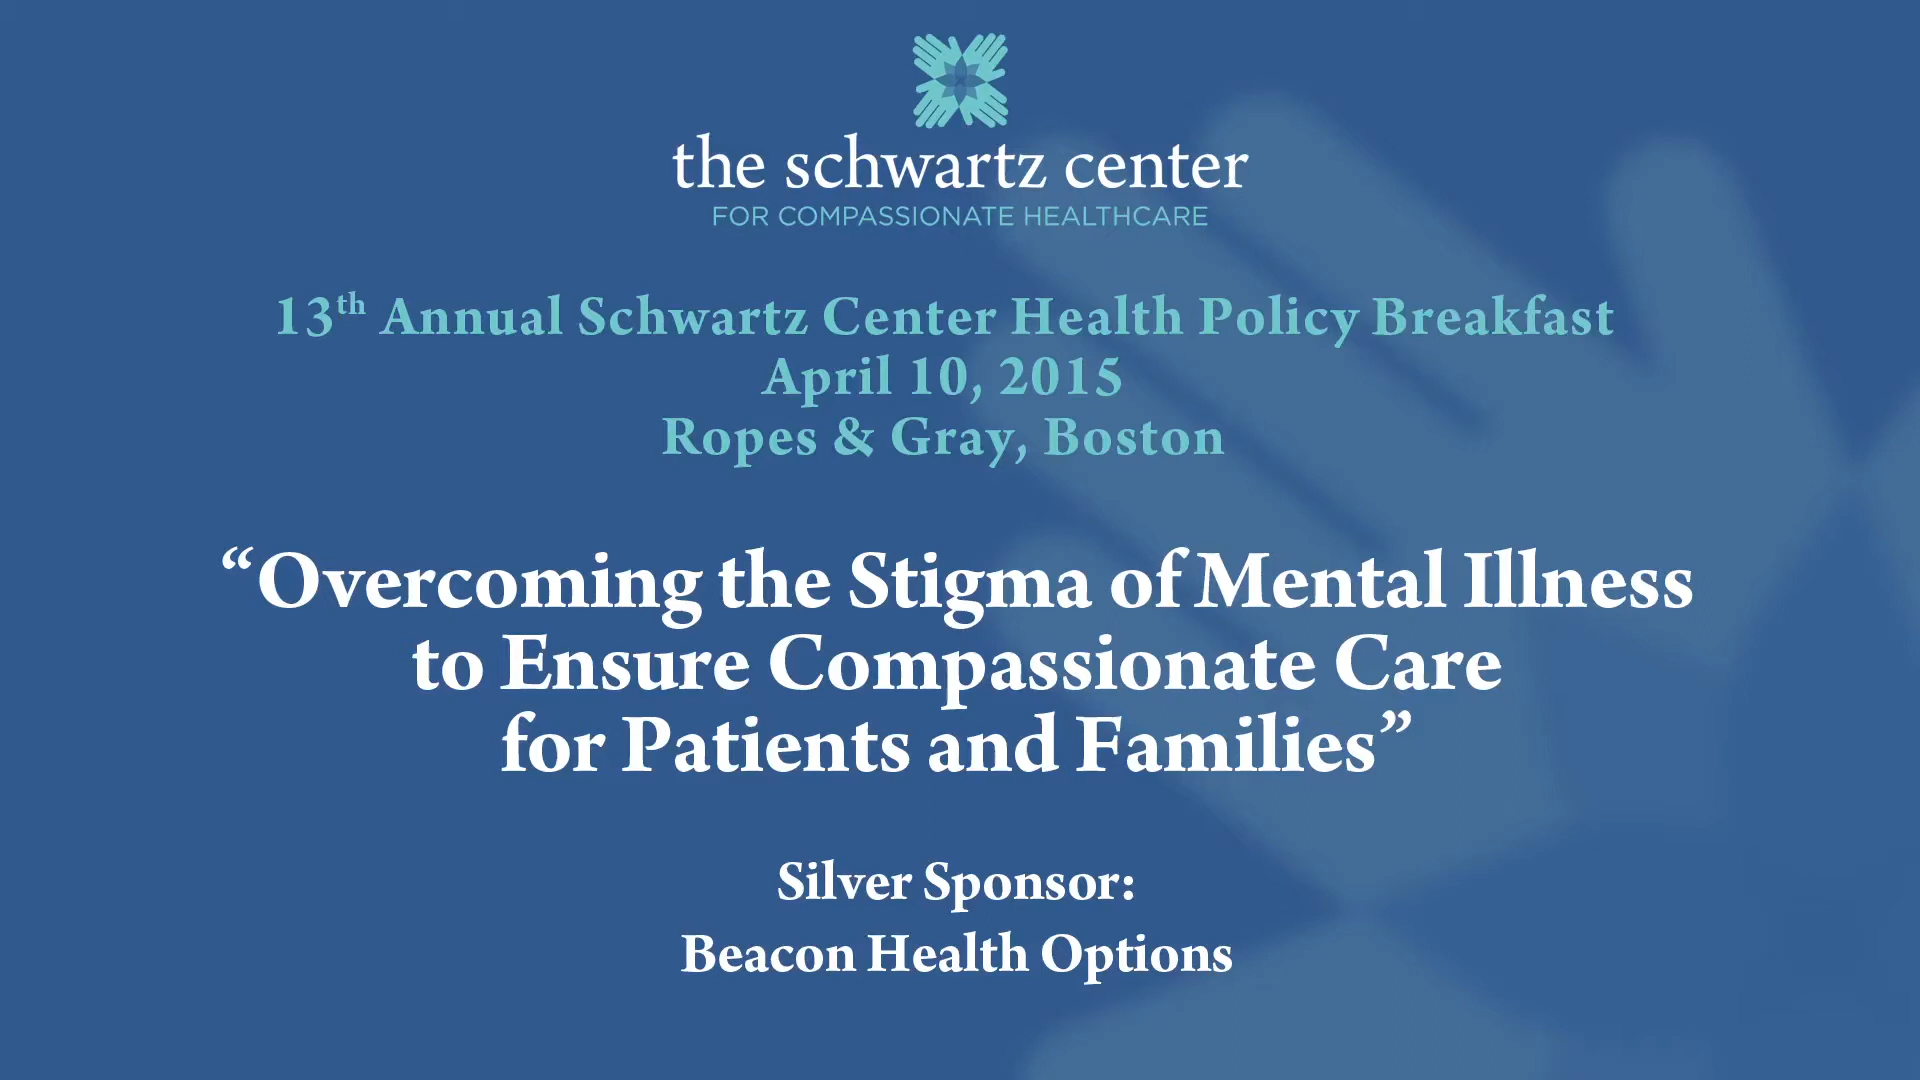 the schwartz center
FOR COMPASSIONATE HEALTHCARE
13th Annual Schwartz Center Health Policy Breakfast
April 10, 2015
Ropes & Gray, Boston
“Overcoming the Stigma of Mental Illness
to Ensure Compassionate Care
for Patients and Families”
Silver Sponsor:
Beacon Health Options